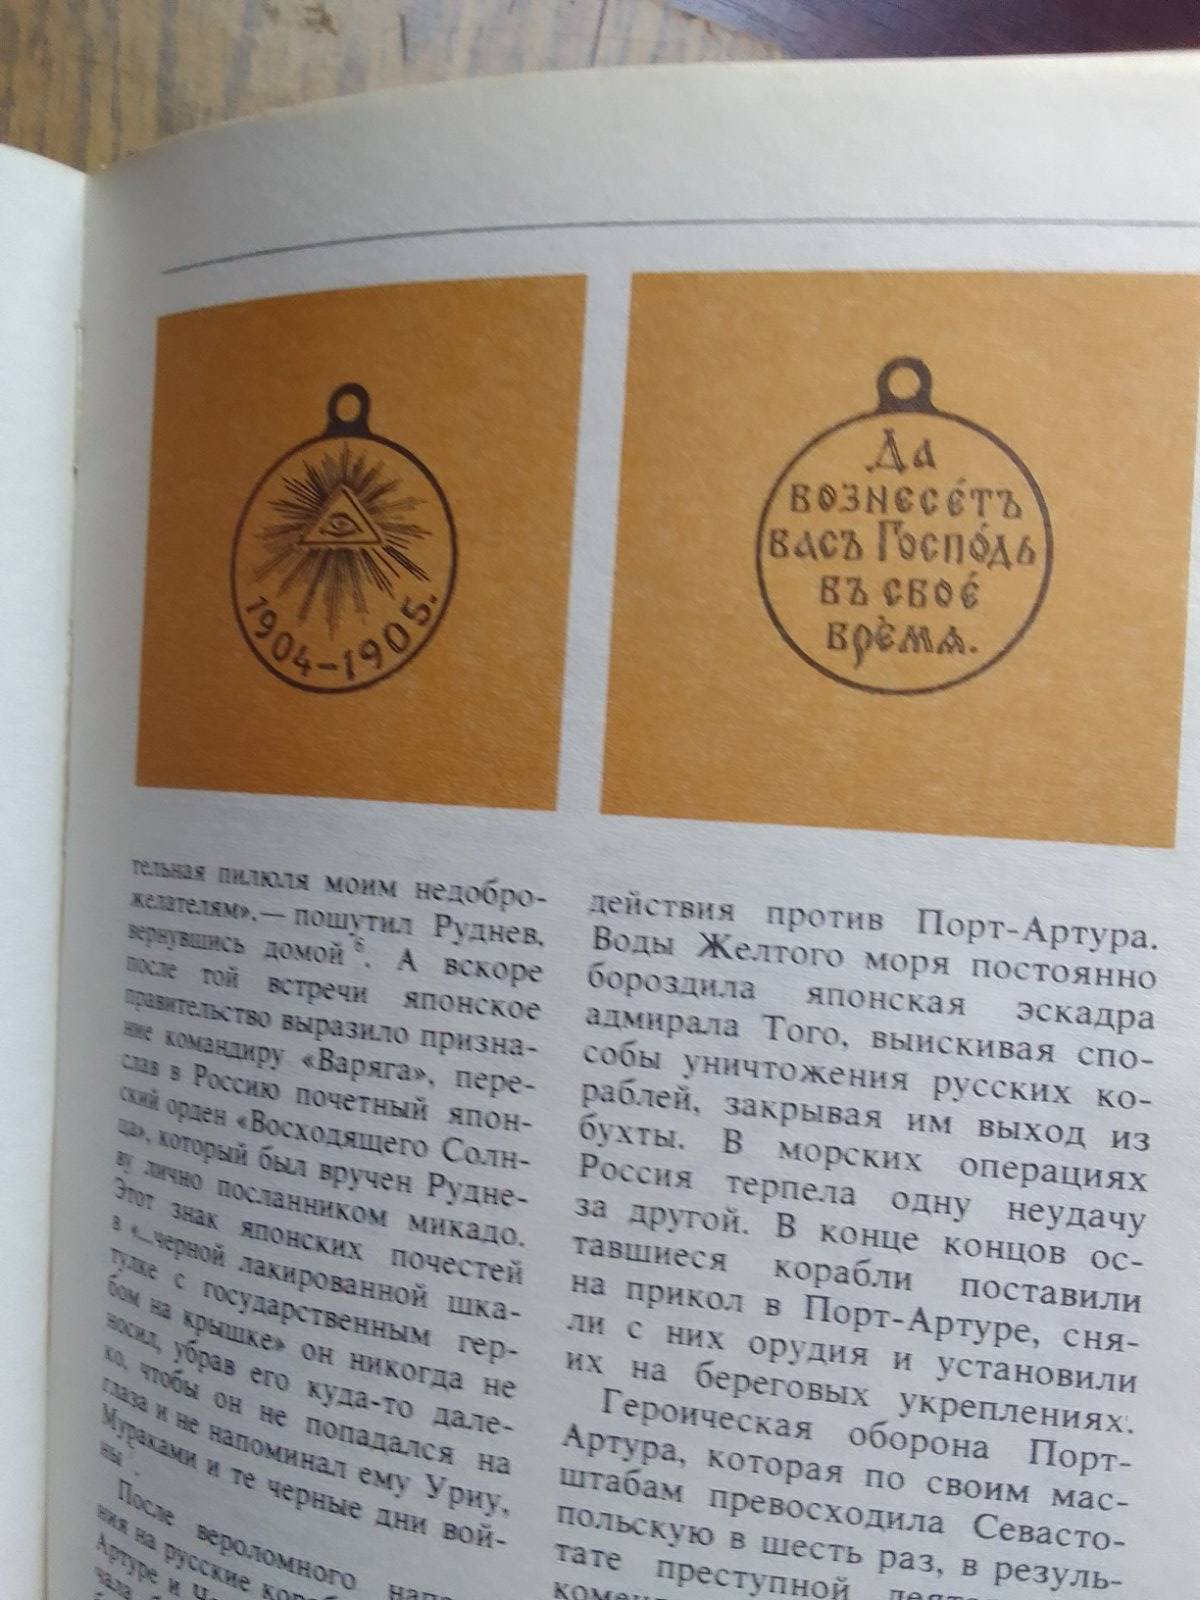 1904–1905.
Да
вознесе́тъ
васъ Госпо́дь
въ свое́
вре́мѧ.
тельная пилюля моим недобро-
желателям»,— пошутил Руднев,
вернувшись домой 6. А вскоре
после той встречи японское
правительство выразило призна-
ние командиру «Варяга», пере-
слав в Россию почетный япон-
ский орден «Восходящего Солн-
ца», который был вручен Рудне-
ву лично посланником микадо.
Этот знак японских почестей
в «...черной лакированной шка-
тулке с государственным гер-
бом на крышке» он никогда не
носил, убрав его куда-то дале-
ко, чтобы он не попадался на
глаза и не напоминал ему Уриу,
Мураками и те черные дни вой-
ны
После вероломного
ния на русские
Артуре и
действия против Порт-Артура.
Воды Желтого моря постоянно
бороздила японская эскадра
адмирала Того, выискивая спо-
собы уничтожения русских ко-
раблей, закрывая им выход из
бухты. В морских операциях
Россия терпела одну неудачу
за другой. В конце концов ос-
тавшиеся корабли поставили
на прикол в Порт-Артуре, сня-
ли с них орудия и установили
их на береговых укреплениях.
Героическая оборона Порт-
Артура, которая по своим мас-
штабам превосходила Севасто-
польскую в шесть раз, в резуль-
тате преступной